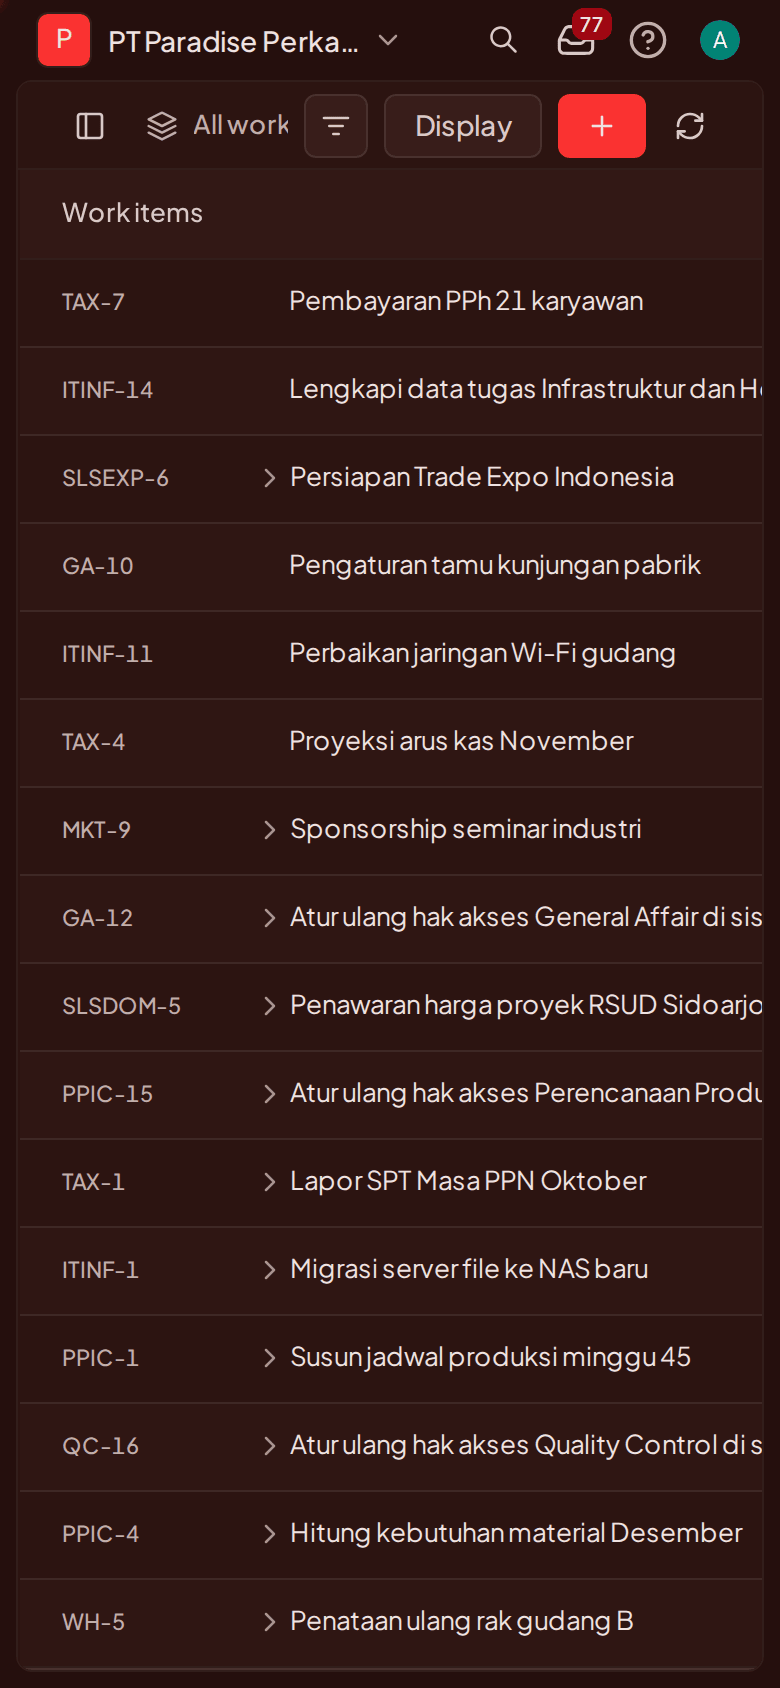 P PT Paradise Perka... 77 A
All work Display
Work items
TAX-7 Pembayaran PPh 21 karyawan
ITINF-14 Lengkapi data tugas Infrastruktur dan
SLSEXP-6 Persiapan Trade Expo Indonesia
GA-10 Pengaturan tamu kunjungan pabrik
ITINF-11 Perbaikan jaringan Wi-Fi gudang
TAX-4 Proyeksi arus kas November
MKT-9 Sponsorship seminar industri
GA-12 Atur ulang hak akses General Affair di sis
SLSDOM-5 Penawaran harga proyek RSUD Sidoarjo
PPIC-15 Atur ulang hak akses Perencanaan Produ
TAX-1 Lapor SPT Masa PPN Oktober
ITINF-1 Migrasi server file ke NAS baru
PPIC-1 Susun jadwal produksi minggu 45
QC-16 Atur ulang hak akses Quality Control di s
PPIC-4 Hitung kebutuhan material Desember
WH-5 Penataan ulang rak gudang B